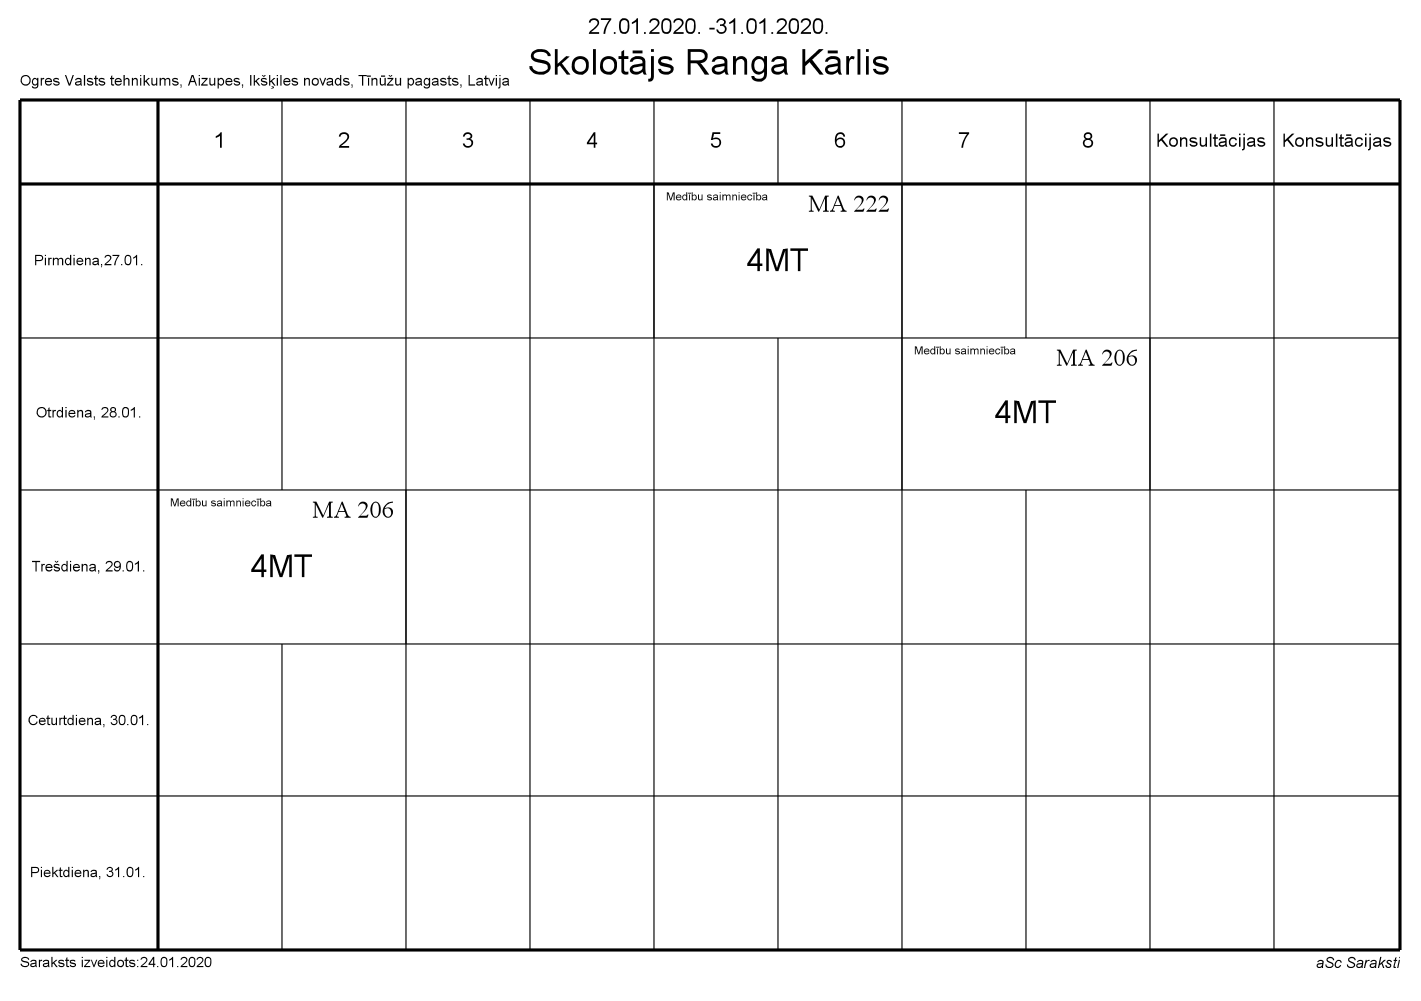 27.01.2020. -31.01.2020.
Skolotājs Ranga Kārlis
Ogres Valsts tehnikums, Aizupes, Ikšķiles novads, Tīnūžu pagasts, Latvija
1 2 3 4 5 6 7 8 Konsultācijas Konsultācijas
Medību saimniecība MA 222
Pirmdiena,27.01. 4MT
Medību saimniecība MA 206
Otrdiena, 28.01. 4MT
Medību saimniecība MA 206
Trešdiena, 29.01. 4MT
Ceturtdiena, 30.01.
Piektdiena, 31.01.
Saraksts izveidots:24.01.2020 aSc Saraksti